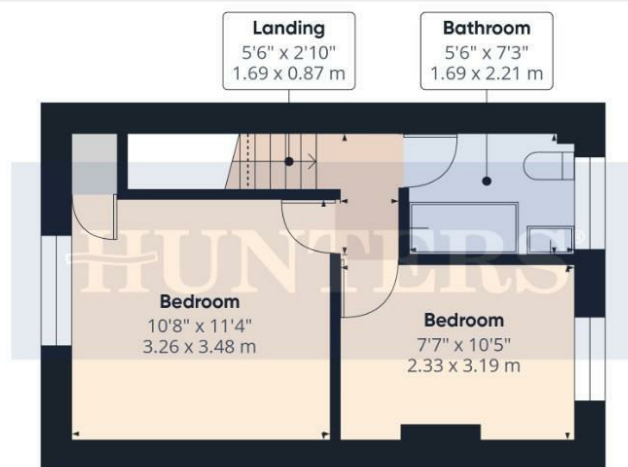 Landing
5'6" x 2'10"
1.69 x 0.87 m
Bathroom
5'6" x 7'3"
1.69 x 2.21 m
HUNTERS
Bedroom
10'8" x 11'4"
3.26 x 3.48 m
Bedroom
7'7" x 10'5"
2.33 x 3.19 m